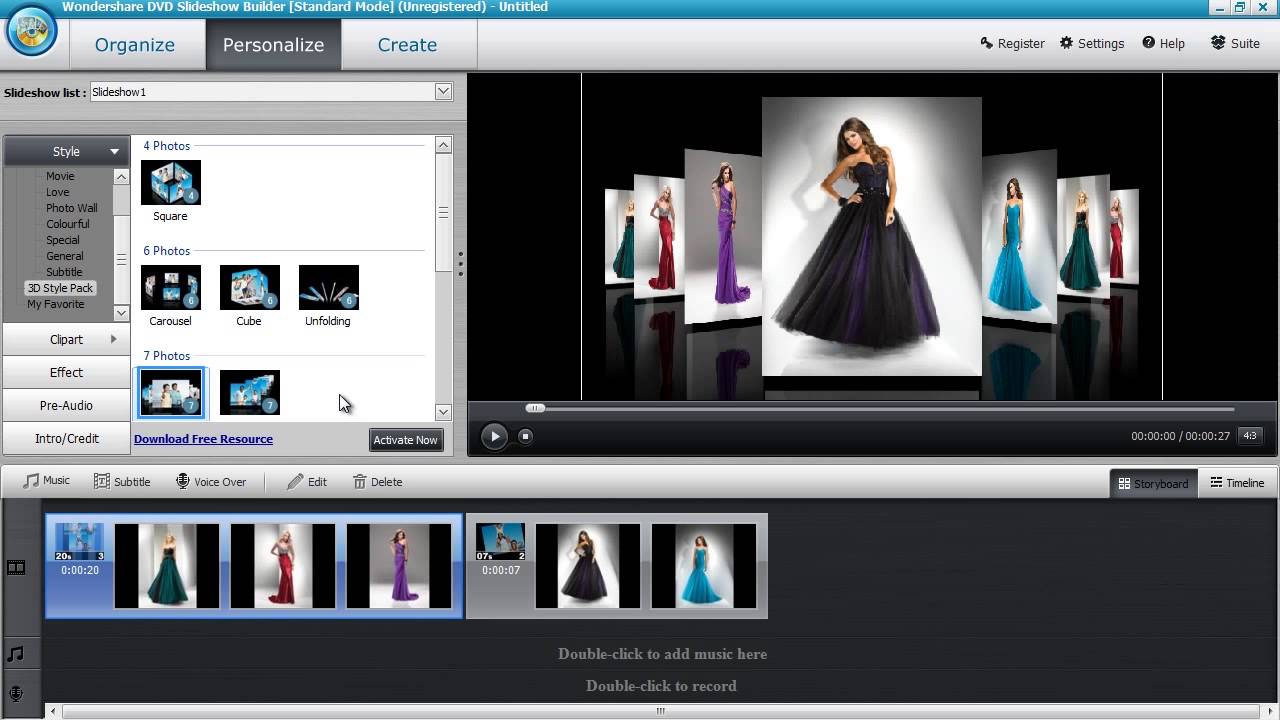 Wondershare DVD Slideshow Builder [Standard Mode] (Unregistered) - Untitled
Organize
Personalize
Create
Register
Settings
Help
Suite
Slideshow list :
Slideshow1
Style
Movie
Love
Photo Wall
Colourful
Special
General
Subtitle
3D Style Pack
My Favorite
Clipart
Effect
Pre-Audio
Intro/Credit
4 Photos
4
Square
6 Photos
6
6
6
Carousel
Cube
Unfolding
7 Photos
7
7
Download Free Resource
Activate Now
00:00:00 / 00:00:27
4:3
Music
Subtitle
Voice Over
Edit
Delete
Storyboard
Timeline
20s
3
0:00:20
07s
2
0:00:07
Double-click to add music here
Double-click to record